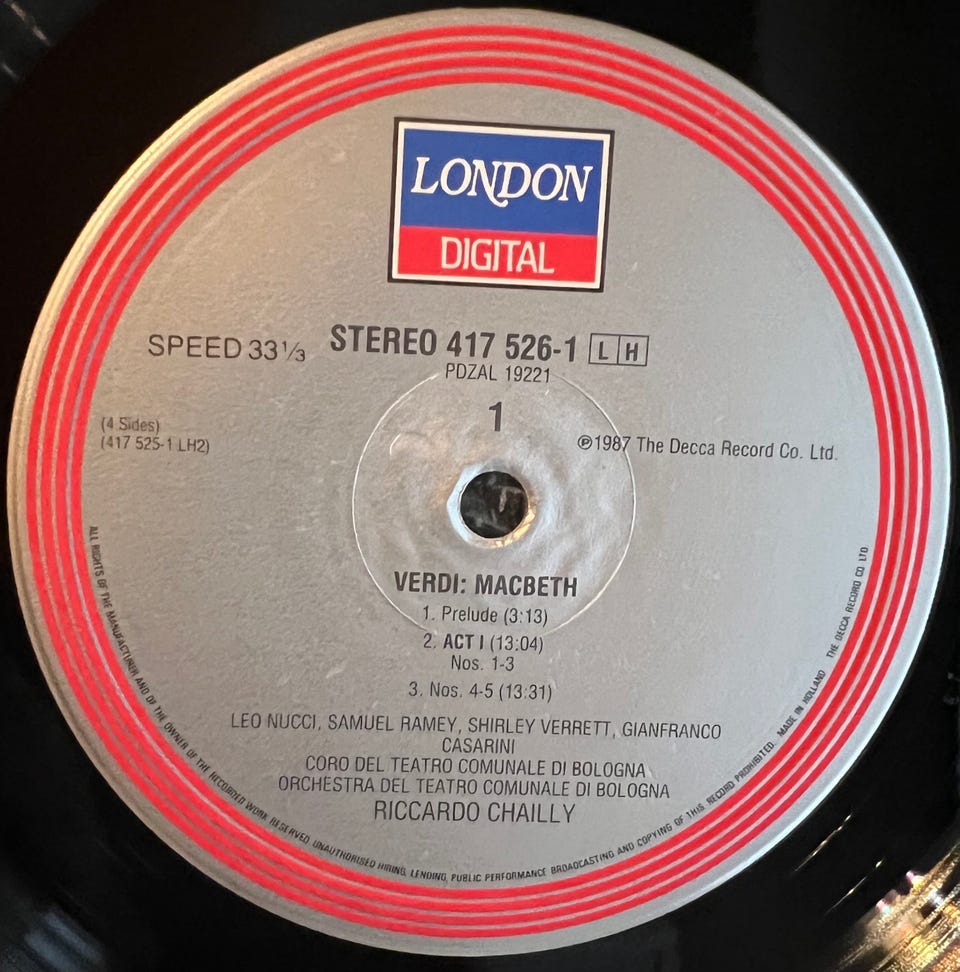 LONDON
DIGITAL
SPEED 33⅓
STEREO 417 526-1 LH
PDZAL 19221
1
(4 Sides)
(417 525-1 LH2)
℗1987 The Decca Record Co. Ltd.
VERDI: MACBETH
1. Prelude (3:13)
2. ACT I (13:04)
Nos. 1-3
3. Nos. 4-5 (13:31)
LEO NUCCI, SAMUEL RAMEY, SHIRLEY VERRETT, GIANFRANCO
CASARINI
CORO DEL TEATRO COMUNALE DI BOLOGNA
ORCHESTRA DEL TEATRO COMUNALE DI BOLOGNA
RICCARDO CHAILLY
ALL RIGHTS OF THE MANUFACTURER AND OF THE OWNER OF THE RECORDED WORK RESERVED. UNAUTHORISED HIRING, LENDING, PUBLIC PERFORMANCE BROADCASTING AND COPYING OF THIS RECORD PROHIBITED. MADE IN HOLLAND THE DECCA RECORD CO LTD.